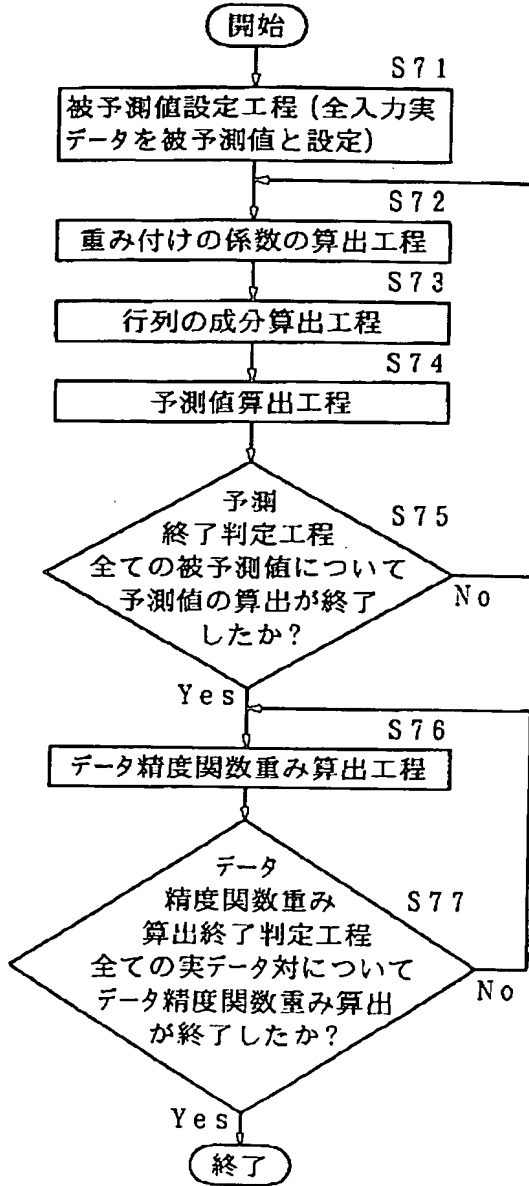 開始
S71
被予測値設定工程(全入力実
データを被予測値と設定)
S72
重み付けの係数の算出工程
S73
行列の成分算出工程
S74
予測値算出工程
予測
終了判定工程
全ての被予測値について
予測値の算出が終了
したか?
S75
No
Yes
S76
データ精度関数重み算出工程
データ
精度関数重み
算出終了判定工程
全ての実データ対について
データ精度関数重み算出
が終了したか?
S77
No
Yes
終了